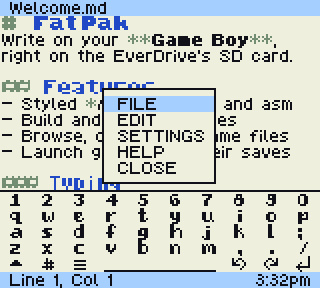 Welcome.md
# FatPak
Write on your **Game Boy**,
right on the EverDrive's SD card.
## Features
- Styled * and asm
- Build and es
- Browse, me files
- Launch g eir saves
FILE
EDIT
SETTINGS
HELP
CLOSE
### Typing
1 2 3 4 5 6 7 8 9 0
q w e r t y u i o p
a s d f g h j k l ;
z x c v b n m , . /
#
Line 1, Col 1 3:32pm